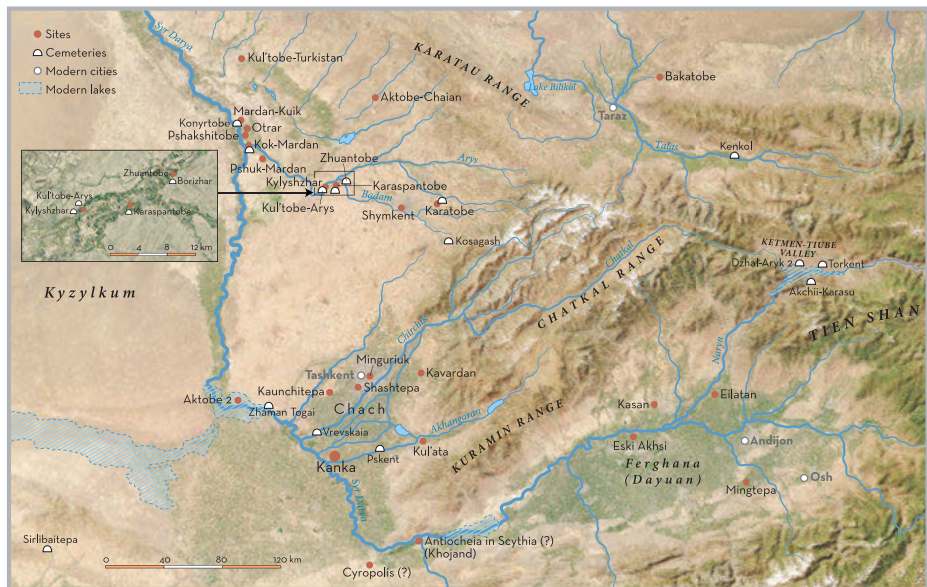 Sites
Cemeteries
Modern cities
Modern lakes
Syr Darya
Kul'tobe-Turkistan
KARATAU RANGE
Lake Bilikol
Bakatobe
Aktobe-Chaian
Taraz
Mardan-Kuik
Konyrtobe
Otrar
Pshakshitobe
Kok-Mardan
Talas
Kenkol
Pshuk-Mardan
Zhuantobe
Arys
Kylyshzhar
Karaspantobe
Badam
Kul'tobe-Arys
Shymkent
Karatobe
Zhuantobe
Borizhar
Kul'tobe-Arys
Kylyshzhar
Karaspantobe
0 4 8 12 km
Kosagash
Chatkal
KETMEN-TIUBE
VALLEY
Dzhal-Aryk 2
Torkent
Akchii-Karasu
Kyzylkum
CHATKAL RANGE
TIEN SHAN
Chirchik
Naryn
Minguriuk
Tashkent
Kavardan
Kaunchitepa
Shashtepa
Aktobe 2
Zhaman Togai
Chach
Akhangaran
Kasan
Eilatan
Vrevskaia
KURAMIN RANGE
Pskent
Kul'ata
Eski Akhsi
Andijon
Kanka
Ferghana
(Dayuan)
Osh
Mingtepa
Syr Darya
Sirlibaitepa
Antiocheia in Scythia (?)
(Khojand)
0 40 80 120 km
Cyropolis (?)